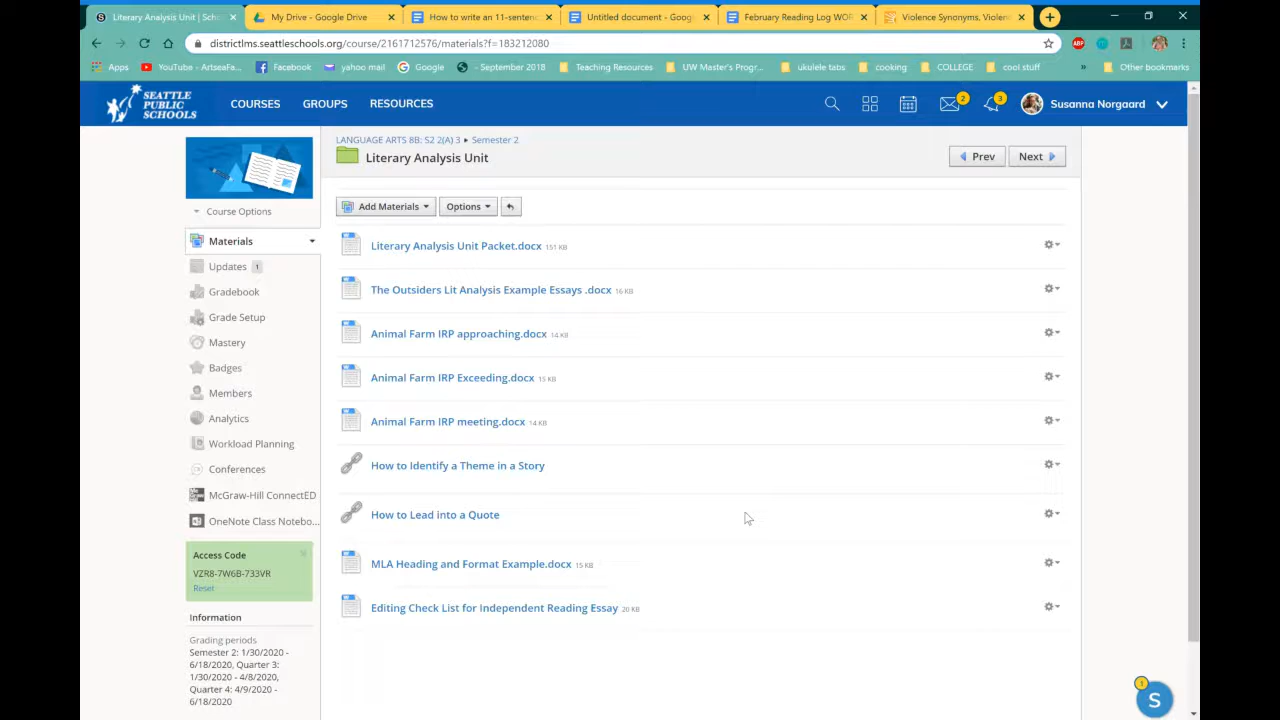 Literary Analysis Unit | Scho
My Drive - Google Drive
How to write an 11-senten
Untitled document - Goog
February Reading Log WOR
Violence Synonyms, Violen
districtlms.seattleschools.org/course/2161712576/materials?f=183212080
ABP
Apps
YouTube - ArtseaFa...
Facebook
yahoo mail
Google
- September 2018
Teaching Resources
UW Master's Progr...
ukulele tabs
cooking
COLLEGE
cool stuff
»
Other bookmarks
SEATTLE
PUBLIC
SCHOOLS
COURSES
GROUPS
RESOURCES
2
3
Susanna Norgaard
LANGUAGE ARTS 8B: S2 2(A) 3 ▸ Semester 2
Literary Analysis Unit
Prev
Next
Course Options
Add Materials
Options
Materials
Updates 1
Gradebook
Grade Setup
Mastery
Badges
Members
Analytics
Workload Planning
Conferences
McGraw-Hill ConnectED
OneNote Class Notebo...
Literary Analysis Unit Packet.docx 151 KB
The Outsiders Lit Analysis Example Essays .docx 16 KB
Animal Farm IRP approaching.docx 14 KB
Animal Farm IRP Exceeding.docx 15 KB
Animal Farm IRP meeting.docx 14 KB
How to Identify a Theme in a Story
How to Lead into a Quote
MLA Heading and Format Example.docx 15 KB
Editing Check List for Independent Reading Essay 20 KB
Access Code
VZR8-7W6B-733VR
Reset
Information
Grading periods
Semester 2: 1/30/2020 -
6/18/2020, Quarter 3:
1/30/2020 - 4/8/2020,
Quarter 4: 4/9/2020 -
6/18/2020
1
S